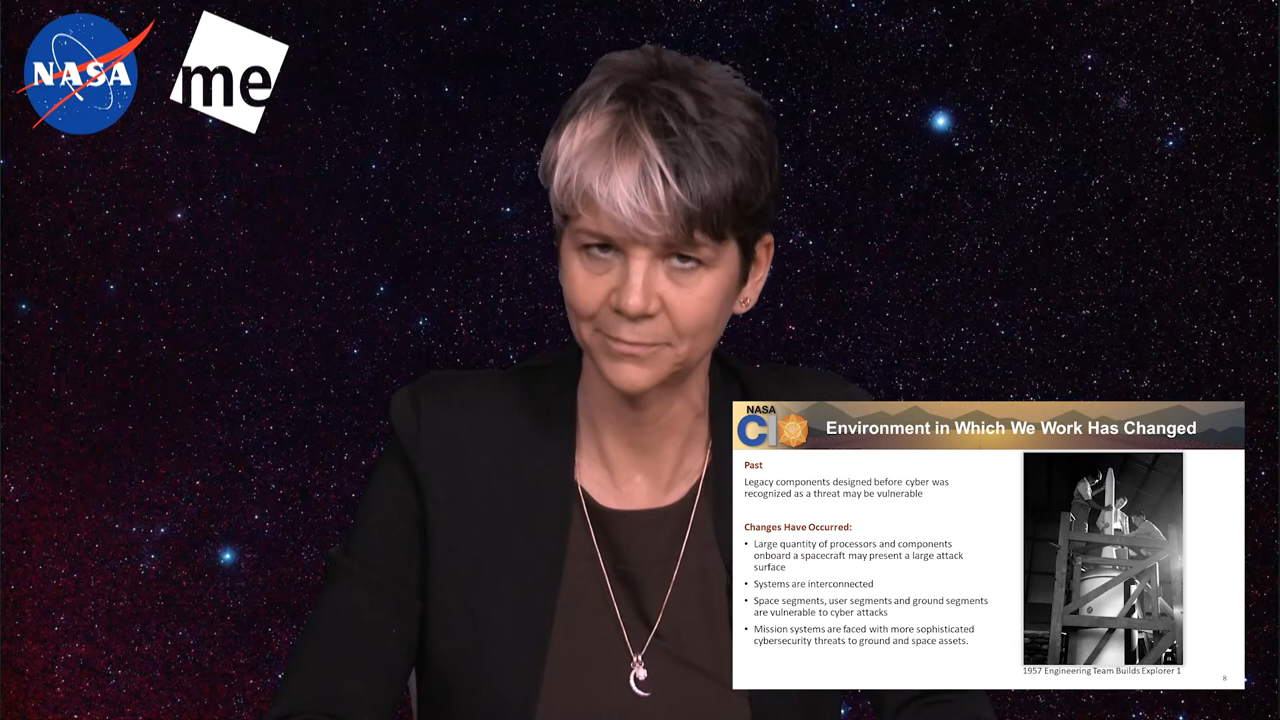 NASA
me
NASA
CIO
Environment in Which We Work Has Changed
Past
Legacy components designed before cyber was
recognized as a threat may be vulnerable
Changes Have Occurred:
• Large quantity of processors and components
onboard a spacecraft may present a large attack
surface
• Systems are interconnected
• Space segments, user segments and ground segments
are vulnerable to cyber attacks
• Mission systems are faced with more sophisticated
cybersecurity threats to ground and space assets.
1957 Engineering Team Builds Explorer 1
8